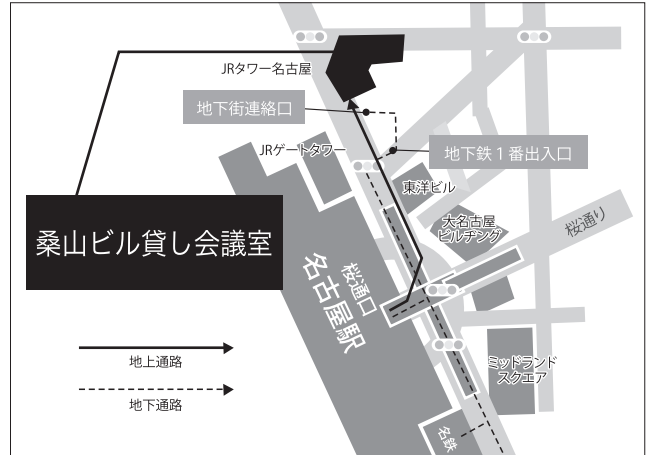 JRタワー名古屋
地下街連絡口
JRゲートタワー
地下鉄1番出入口
東洋ビル
桑山ビル貸し会議室
大名古屋
ビルヂング
桜通り
桜通口
名古屋駅
地上通路
地下通路
ミッドランド
スクエア
名鉄